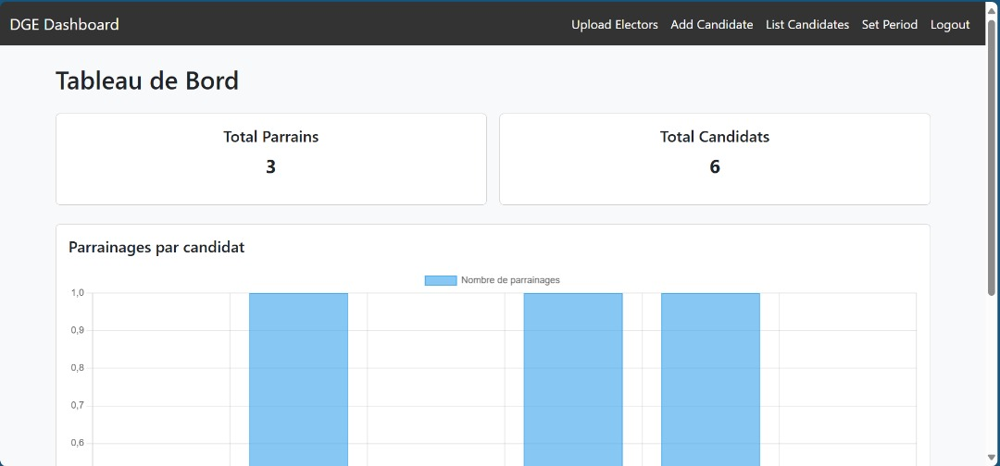 DGE Dashboard
Upload Electors Add Candidate List Candidates Set Period Logout
Tableau de Bord
Total Parrains
3
Total Candidats
6
Parrainages par candidat
Nombre de parrainages
1,0
0,9
0,8
0,7
0,6